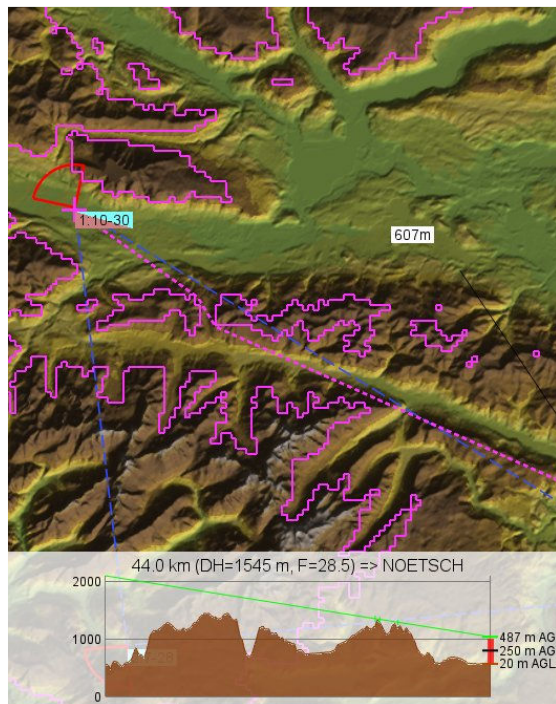 1:10-30
607m
44.0 km (DH=1545 m, F=28.5) => NOETSCH
2000
1000
0
487 m AG
250 m AG
20 m AGL